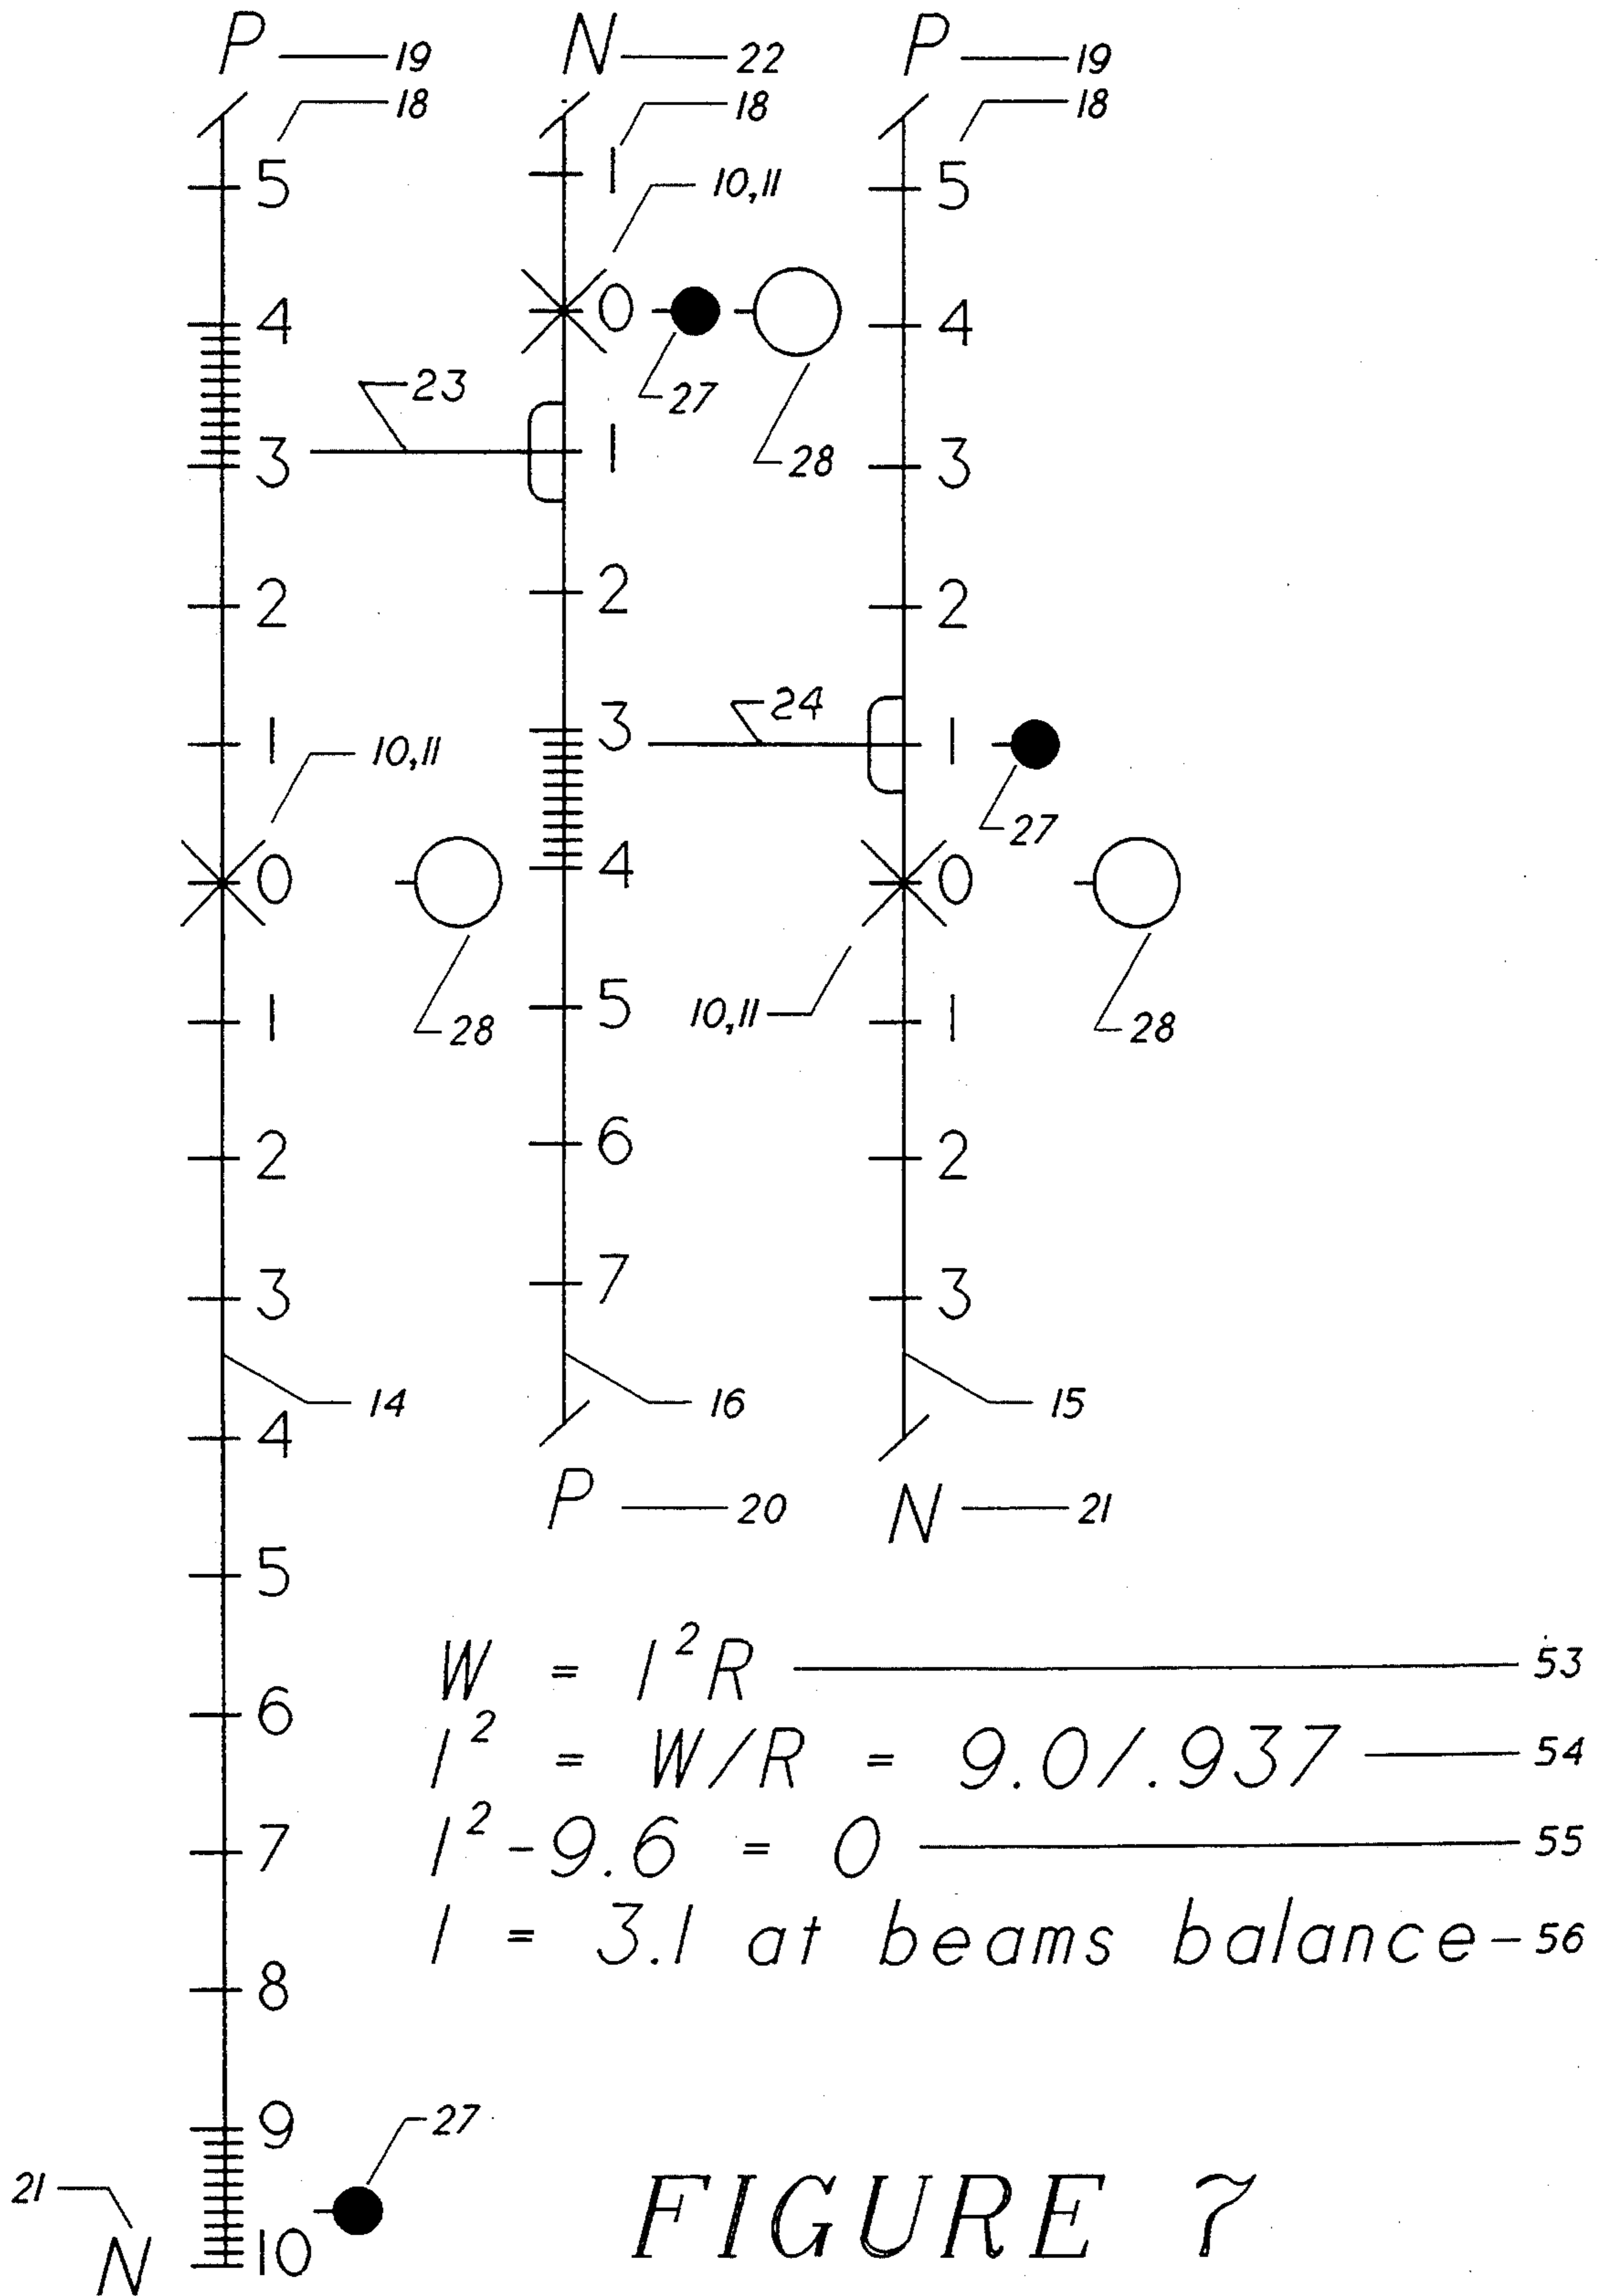 P 19 N 22 P 19
18 18 18
5 1 5
10,11
4 0 4
27
23
28
3 1 3
2 2 2
3 24
1 10,11 1
27
0 4 0
28 10,11 28
1 5 1
2 6 2
3 7 3
14 16 15
4
P 20 N 21
5
W = I²R 53
6
I² = W/R = 9.0/.937 54
7
I²-9.6 = 0 55
I = 3.1 at beams balance 56
8
9 27
21
N 10
FIGURE 7